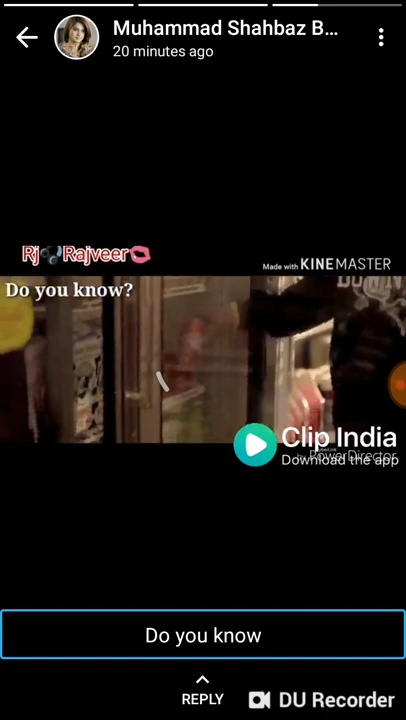 Muhammad Shahbaz B...
20 minutes ago
Rj Rajveer
Made with KINEMASTER
Do you know?
Clip India
Download the app
by PowerDirector
Do you know
REPLY
DU Recorder